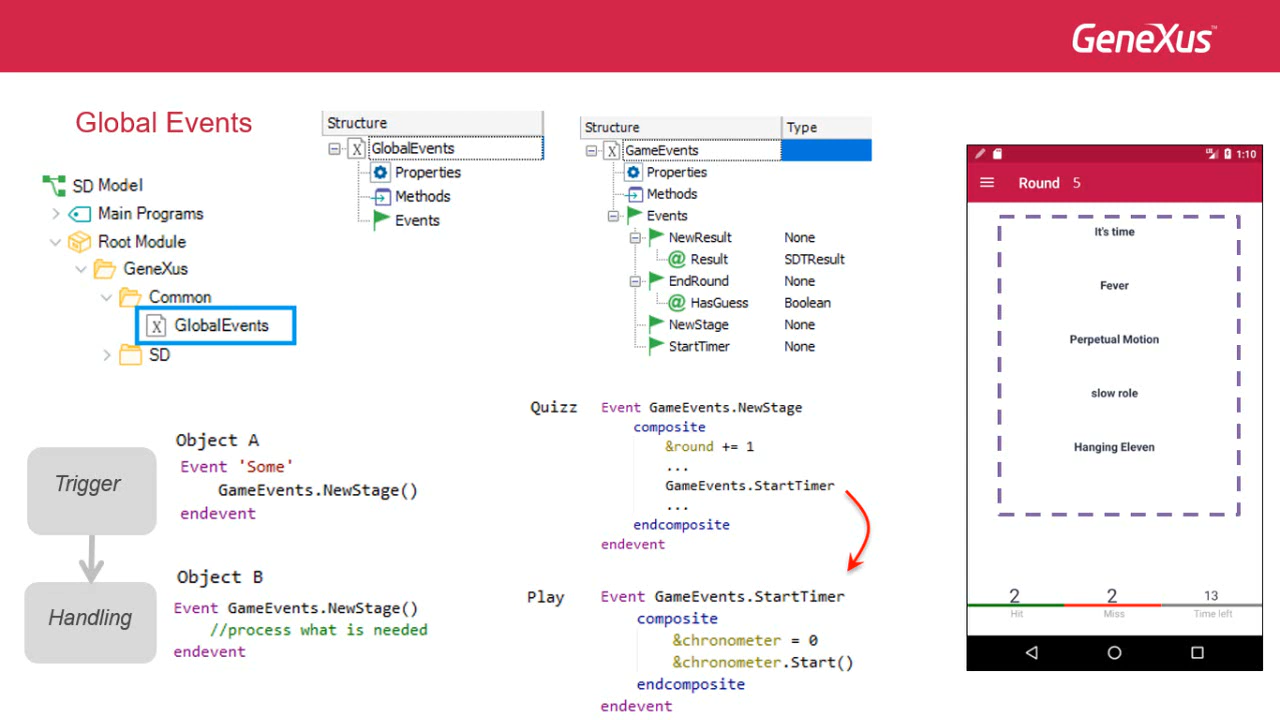 GeneXus™
Global Events
SD Model
Main Programs
Root Module
GeneXus
Common
GlobalEvents
SD
Structure
GlobalEvents
Properties
Methods
Events
Structure Type
GameEvents
Properties
Methods
Events
NewResult None
Result SDTResult
EndRound None
HasGuess Boolean
NewStage None
StartTimer None
Trigger
Handling
Object A
Event 'Some'
GameEvents.NewStage()
endevent
Object B
Event GameEvents.NewStage()
//process what is needed
endevent
Quizz
Event GameEvents.NewStage
composite
&round += 1
...
GameEvents.StartTimer
...
endcomposite
endevent
Play
Event GameEvents.StartTimer
composite
&chronometer = 0
&chronometer.Start()
endcomposite
endevent
1:10
Round 5
It's time
Fever
Perpetual Motion
slow role
Hanging Eleven
2 2 13
Hit Miss Time left